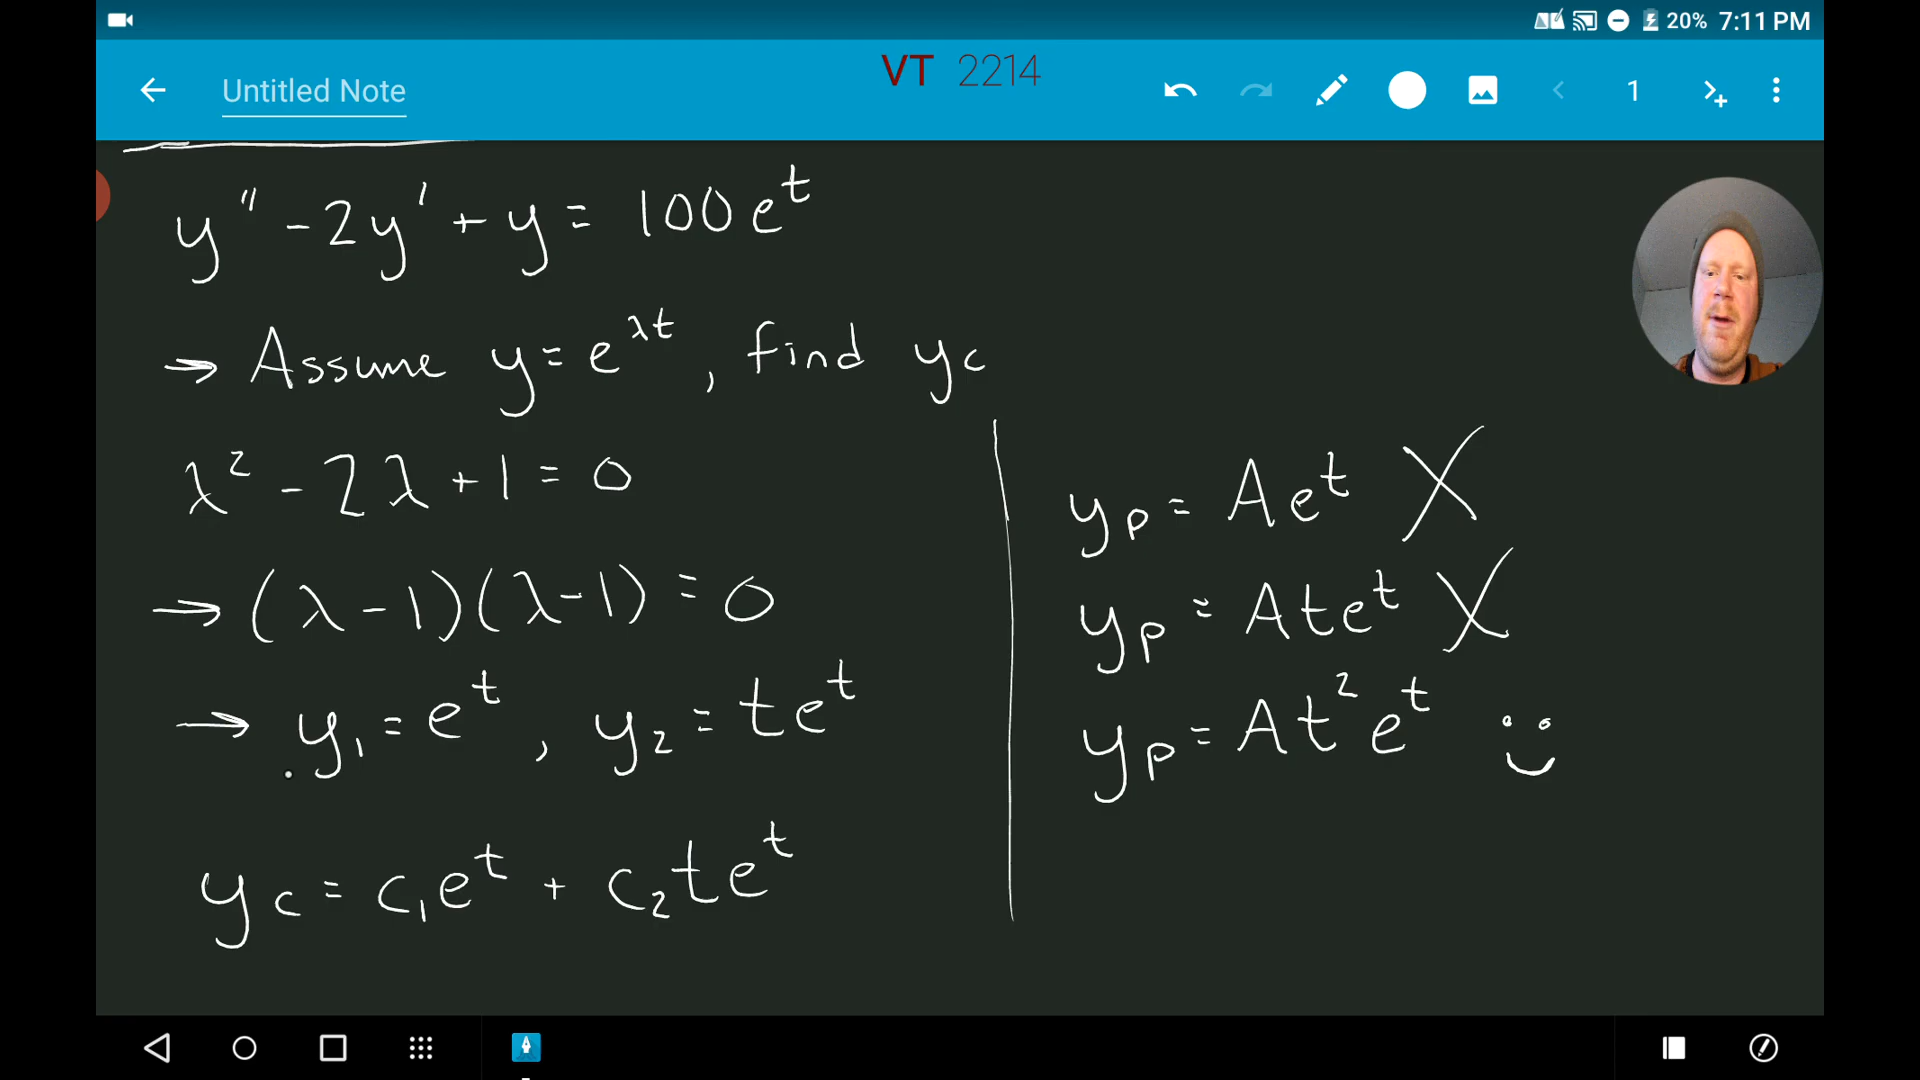 20% 7:11 PM
Untitled Note
VT 2214
1
y'' - 2y' + y = 100e^t
→ Assume y = e^{λt}, find y_c
λ² - 2λ + 1 = 0
→ (λ - 1)(λ - 1) = 0
→ y₁ = e^t, y₂ = te^t
y_c = c₁e^t + c₂te^t
y_p = Ae^t X
y_p = Ate^t X
y_p = At²e^t